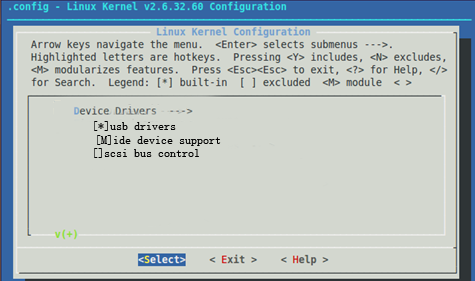 .config - Linux Kernel v2.6.32.60 Configuration
Linux Kernel Configuration
Arrow keys navigate the menu. <Enter> selects submenus --->.
Highlighted letters are hotkeys. Pressing <Y> includes, <N> excludes,
<M> modularizes features. Press <Esc><Esc> to exit, <?> for Help, </>
for Search. Legend: [*] built-in [ ] excluded <M> module < >
Device Drivers --->
[*]usb drivers
[M]ide device support
[]scsi bus control
v(+)
<Select> < Exit > < Help >